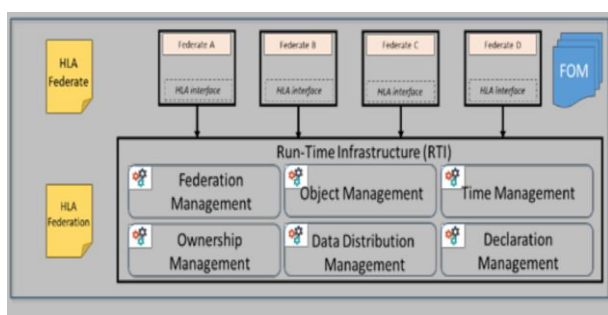 HLA
Federate
Federate A
Federate B
Federate C
Federate D
HLA interface
HLA interface
HLA interface
HLA interface
FOM
Run-Time Infrastructure (RTI)
HLA
Federation
Federation
Management
Object Management
Time Management
Ownership
Management
Data Distribution
Management
Declaration
Management